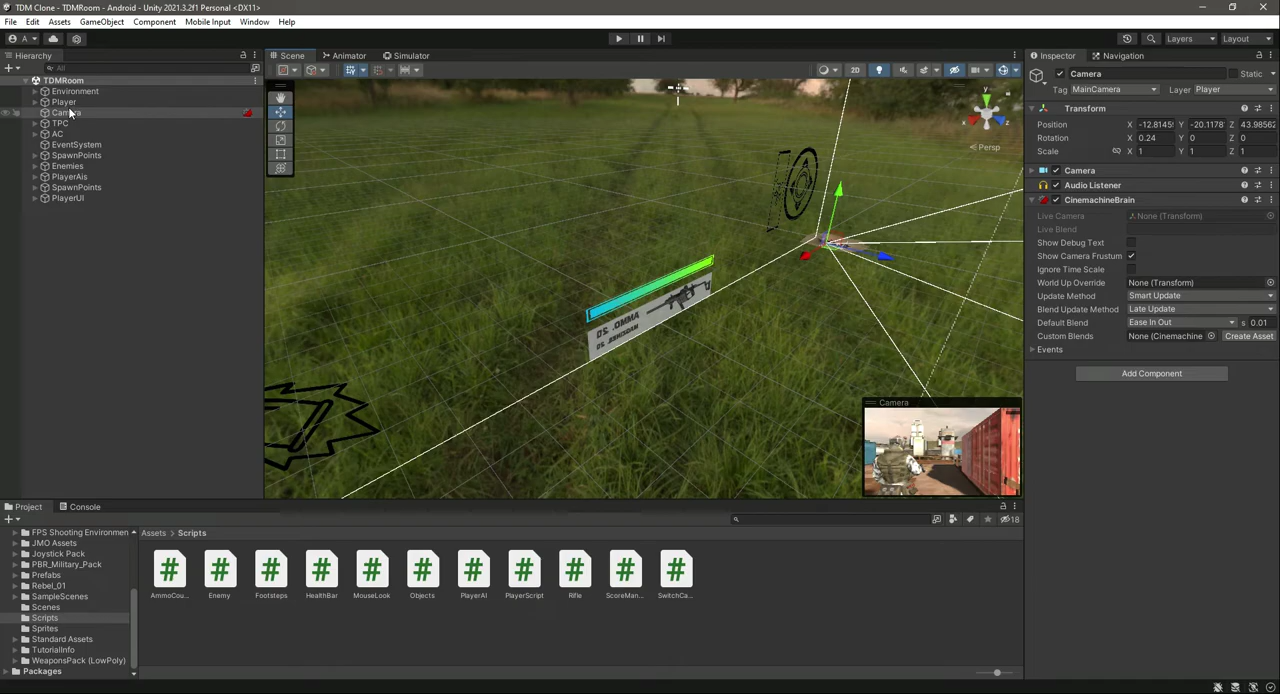 TDM Clone - TDMRoom - Android - Unity 2021.3.2f1 Personal <DX11>
File Edit Assets GameObject Component Mobile Input Window Help
A
Layers Layout
Hierarchy
All
TDMRoom
Environment
Player
Camera
TPC
AC
EventSystem
SpawnPoints
Enemies
PlayerAis
SpawnPoints
PlayerUI
Scene Animator Simulator
2D
y
x
z
Persp
AMMO. 20
Camera
Inspector Navigation
Camera Static
Tag MainCamera Layer Player
Transform
Position X -12.8145 Y -20.1187 Z 43.98562
Rotation X 0.24 Y 0 Z 0
Scale X 1 Y 1 Z 1
Camera
Audio Listener
CinemachineBrain
Live Camera None (Transform)
Live Blend
Show Debug Text
Show Camera Frustum
Ignore Time Scale
World Up Override None (Transform)
Update Method Smart Update
Blend Update Method Late Update
Default Blend Ease In Out s 0.01
Custom Blends None (Cinemachine Create Asset
Events
Add Component
Project Console
18
FPS Shooting Environmen
JMO Assets
Joystick Pack
PBR_Military_Pack
Prefabs
Rebel_01
SampleScenes
Scenes
Scripts
Sprites
Standard Assets
TutorialInfo
WeaponsPack (LowPoly)
Packages
Assets > Scripts
# # # # # # # # # # #
AmmoCou... Enemy Footsteps HealthBar MouseLook Objects PlayerAI PlayerScript Rifle ScoreMan... SwitchCa...